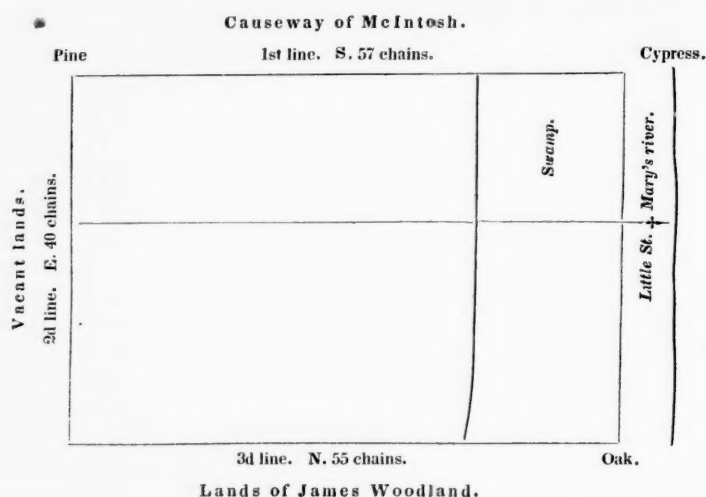 Causeway of McIntosh.
Pine
1st line. S. 57 chains.
Cypress.
Vacant lands.
2d line. E. 40 chains.
Swamp.
Little St. Mary's river.
3d line. N. 55 chains.
Oak.
Lands of James Woodland.